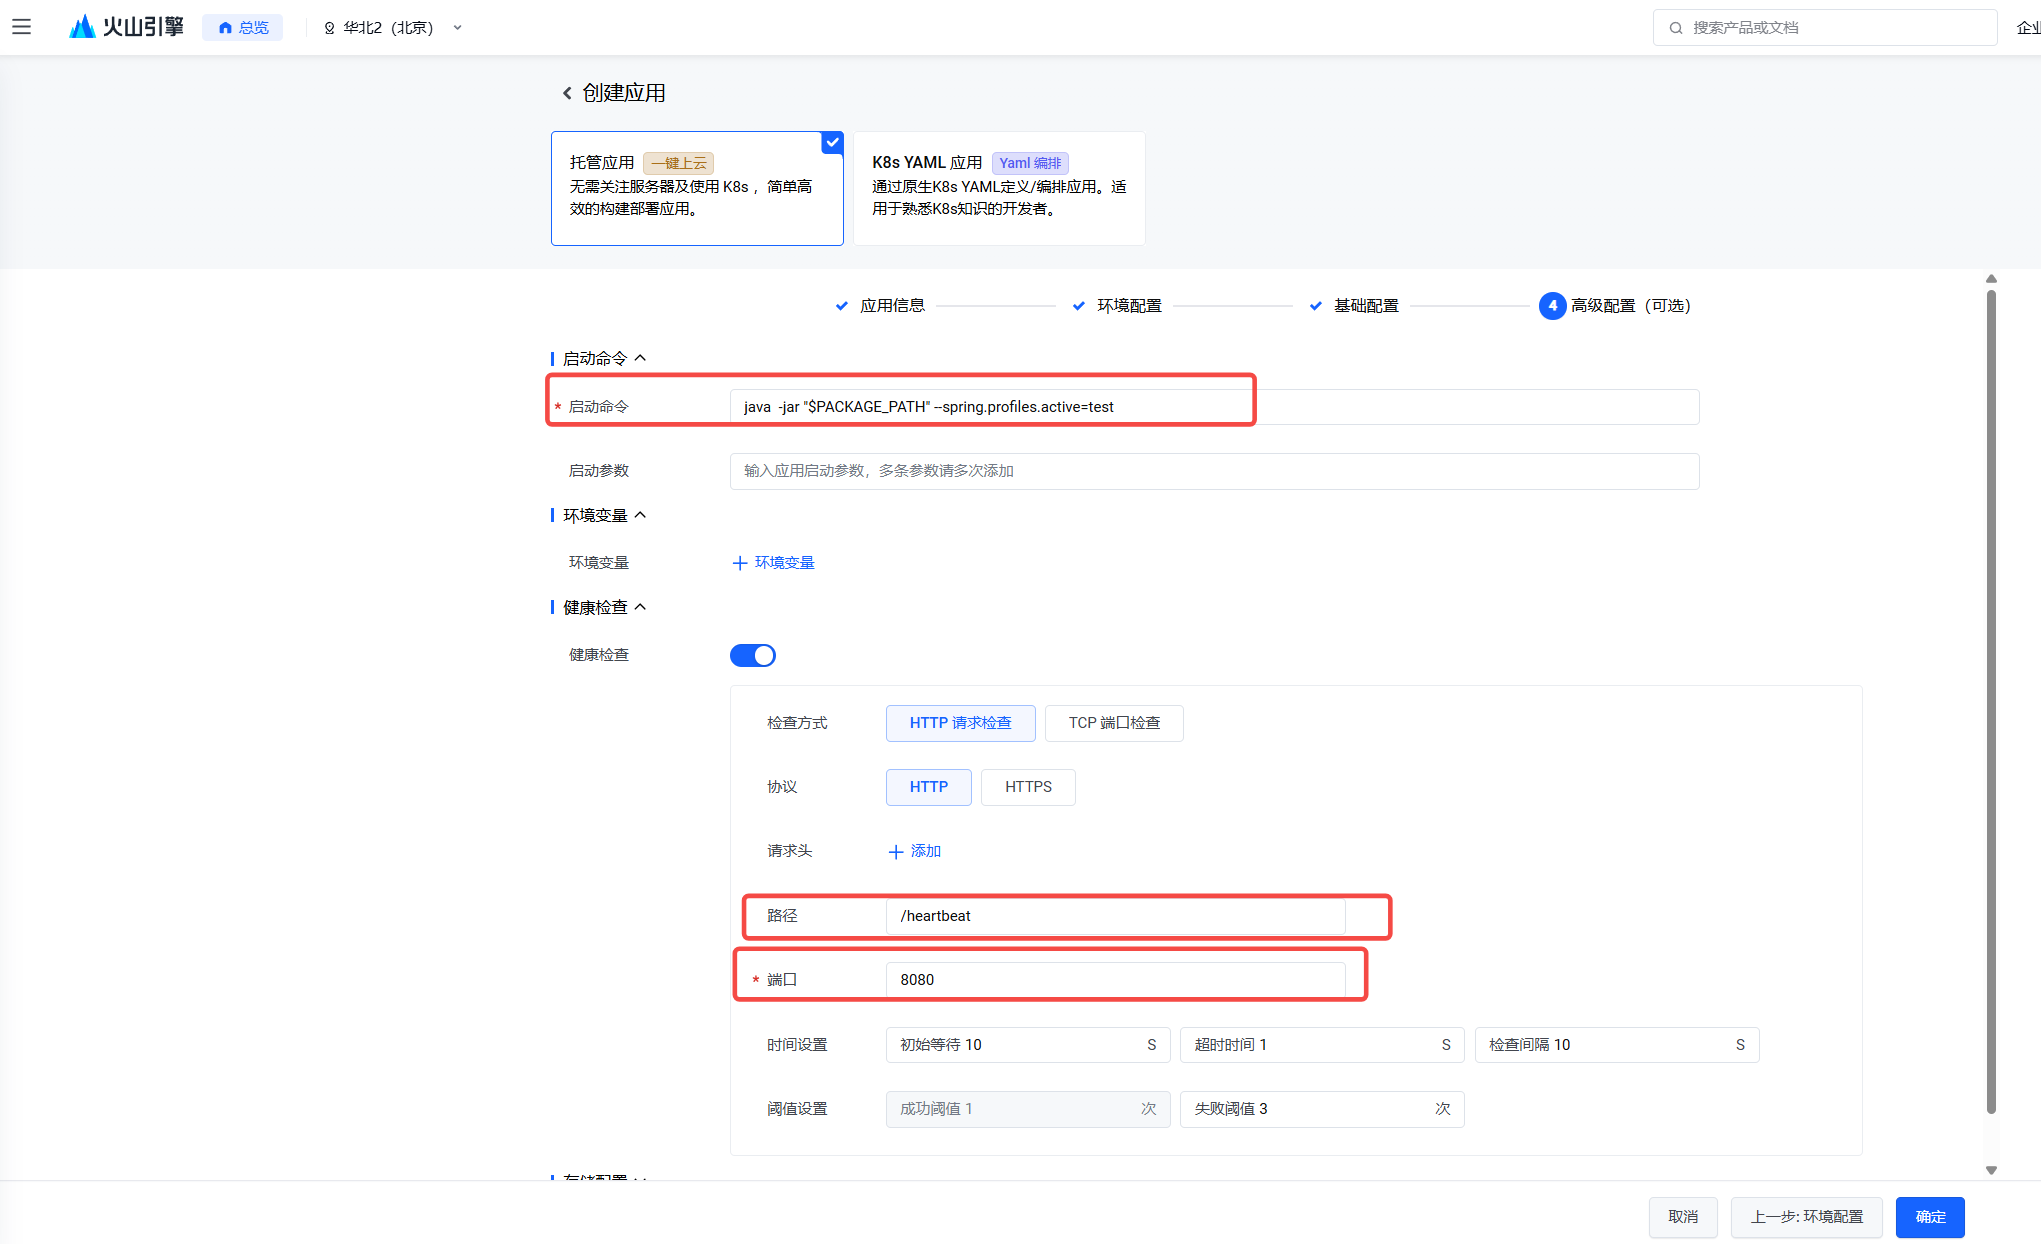 火山引擎 总览 华北2（北京） 搜索产品或文档 企业
创建应用
托管应用 一键上云
无需关注服务器及使用 K8s ，简单高
效的构建部署应用。
K8s YAML 应用 Yaml 编排
通过原生K8s YAML定义/编排应用。适
用于熟悉K8s知识的开发者。
应用信息 环境配置 基础配置 4 高级配置（可选）
启动命令
* 启动命令 java -jar "$PACKAGE_PATH" --spring.profiles.active=test
启动参数 输入应用启动参数，多条参数请多次添加
环境变量
环境变量 + 环境变量
健康检查
健康检查
检查方式 HTTP 请求检查 TCP 端口检查
协议 HTTP HTTPS
请求头 + 添加
路径 /heartbeat
* 端口 8080
时间设置 初始等待 10 S 超时时间 1 S 检查间隔 10 S
阈值设置 成功阈值 1 次 失败阈值 3 次
存储配置
取消 上一步: 环境配置 确定